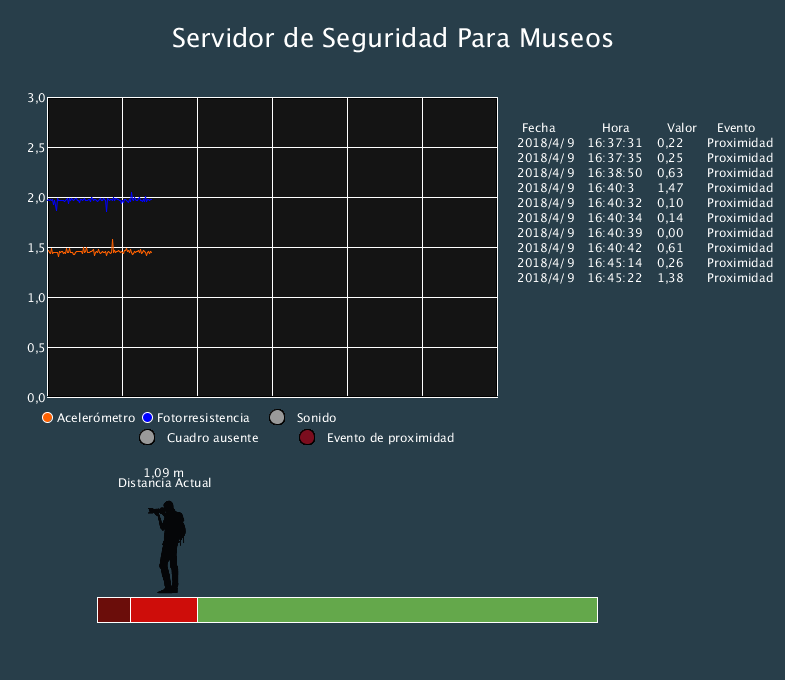 Servidor de Seguridad Para Museos
3,0
2,5
2,0
1,5
1,0
0,5
0,0
Fecha Hora Valor Evento
2018/4/ 9 16:37:31 0,22 Proximidad
2018/4/ 9 16:37:35 0,25 Proximidad
2018/4/ 9 16:38:50 0,63 Proximidad
2018/4/ 9 16:40:3 1,47 Proximidad
2018/4/ 9 16:40:32 0,10 Proximidad
2018/4/ 9 16:40:34 0,14 Proximidad
2018/4/ 9 16:40:39 0,00 Proximidad
2018/4/ 9 16:40:42 0,61 Proximidad
2018/4/ 9 16:45:14 0,26 Proximidad
2018/4/ 9 16:45:22 1,38 Proximidad
Acelerómetro Fotorresistencia Sonido
Cuadro ausente Evento de proximidad
1,09 m
Distancia Actual